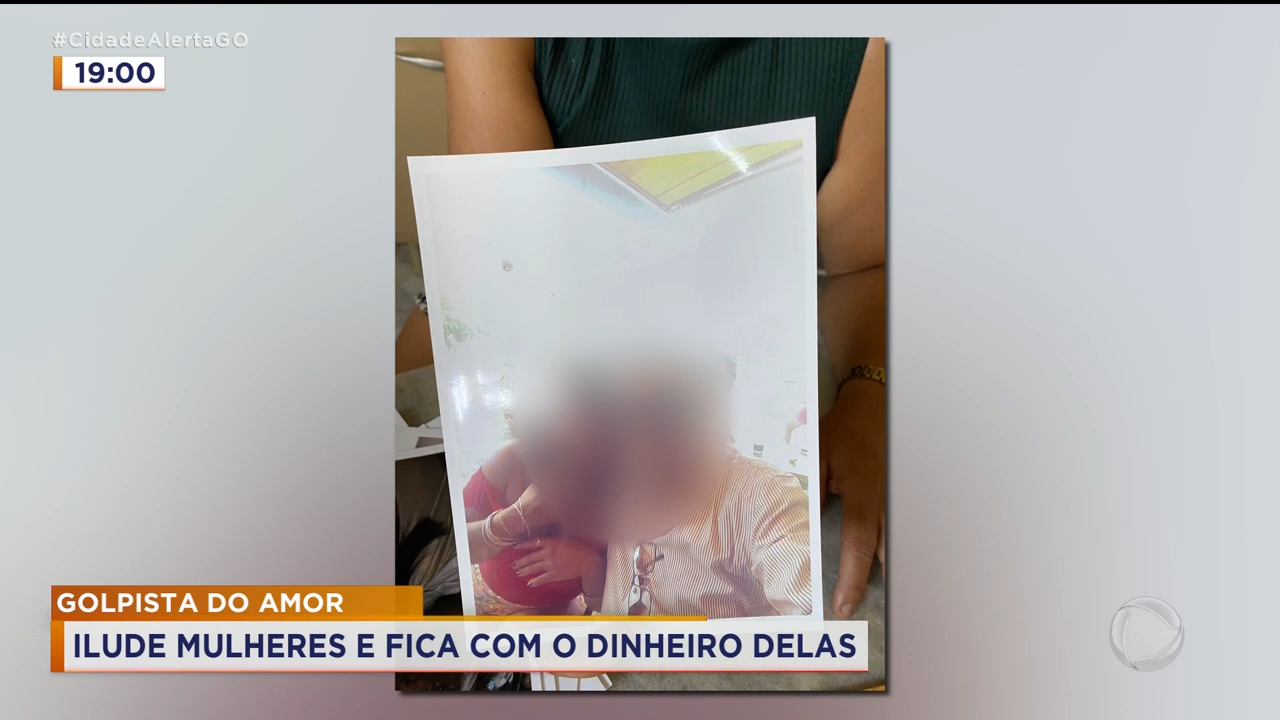 #CidadeAlertaGO
19:00
GOLPISTA DO AMOR
ILUDE MULHERES E FICA COM O DINHEIRO DELAS